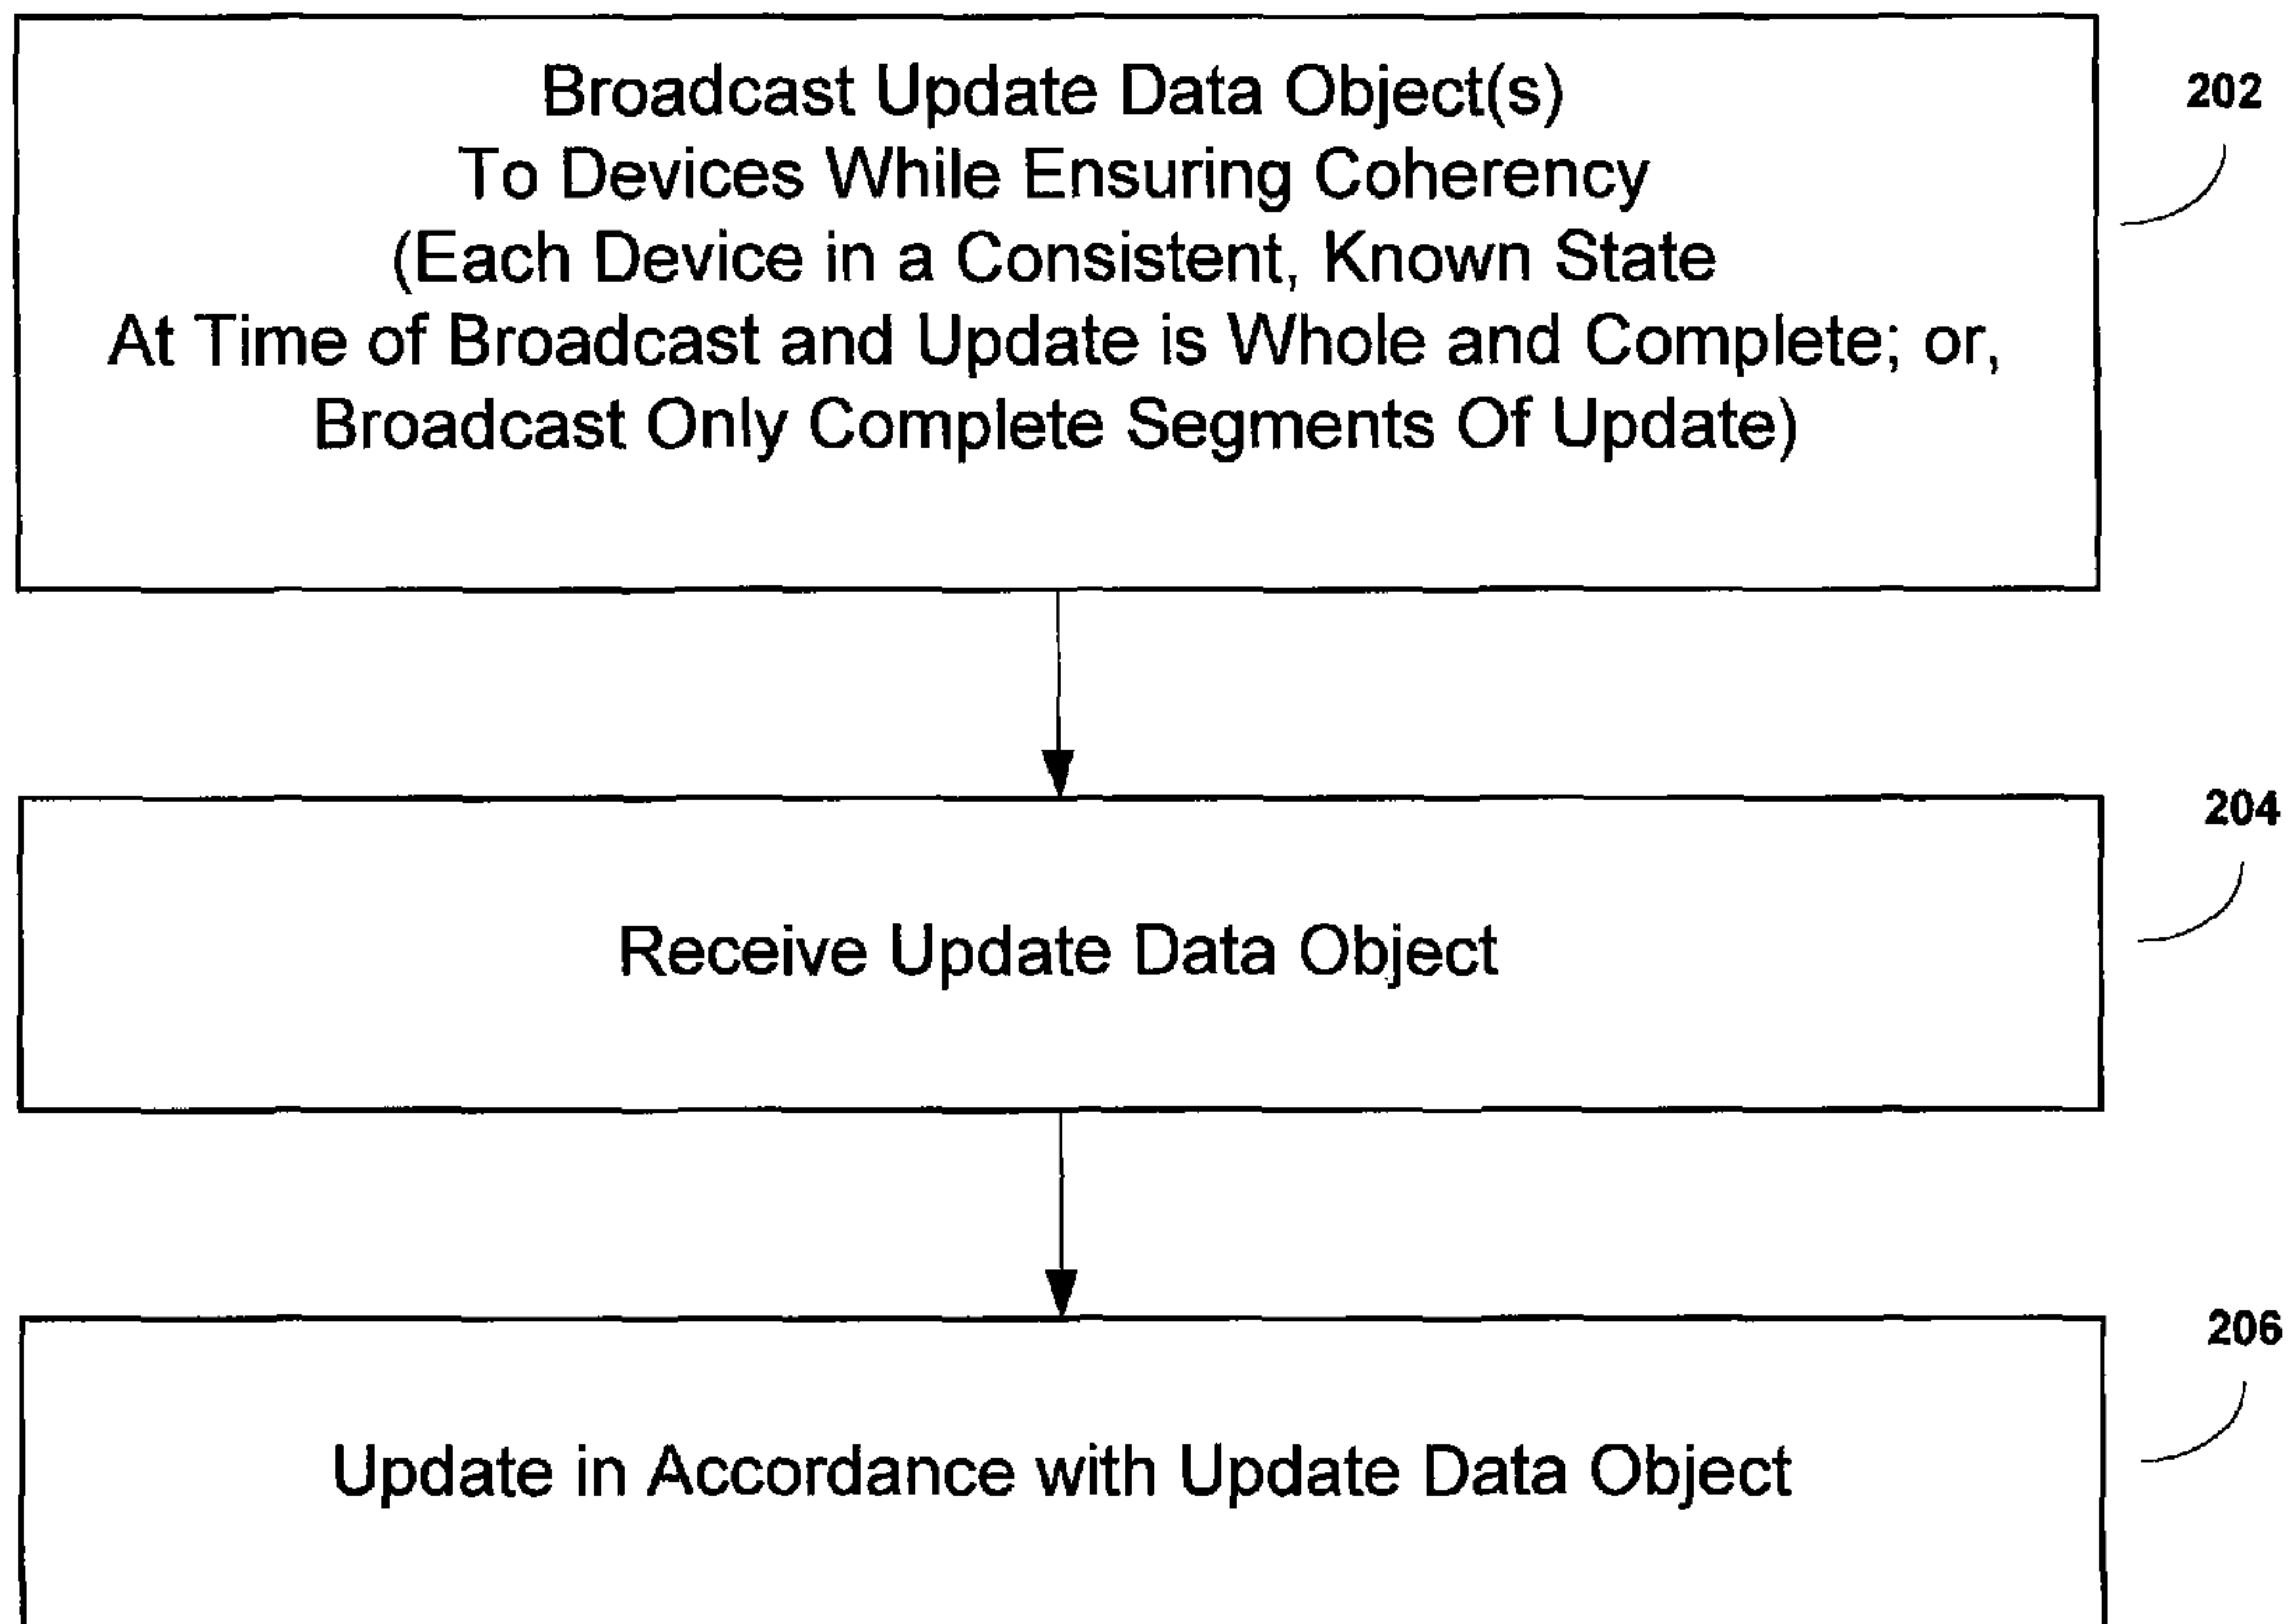 Broadcast Update Data Object(s)
To Devices While Ensuring Coherency
(Each Device in a Consistent, Known State
At Time of Broadcast and Update is Whole and Complete; or,
Broadcast Only Complete Segments Of Update)
202
Receive Update Data Object
204
Update in Accordance with Update Data Object
206